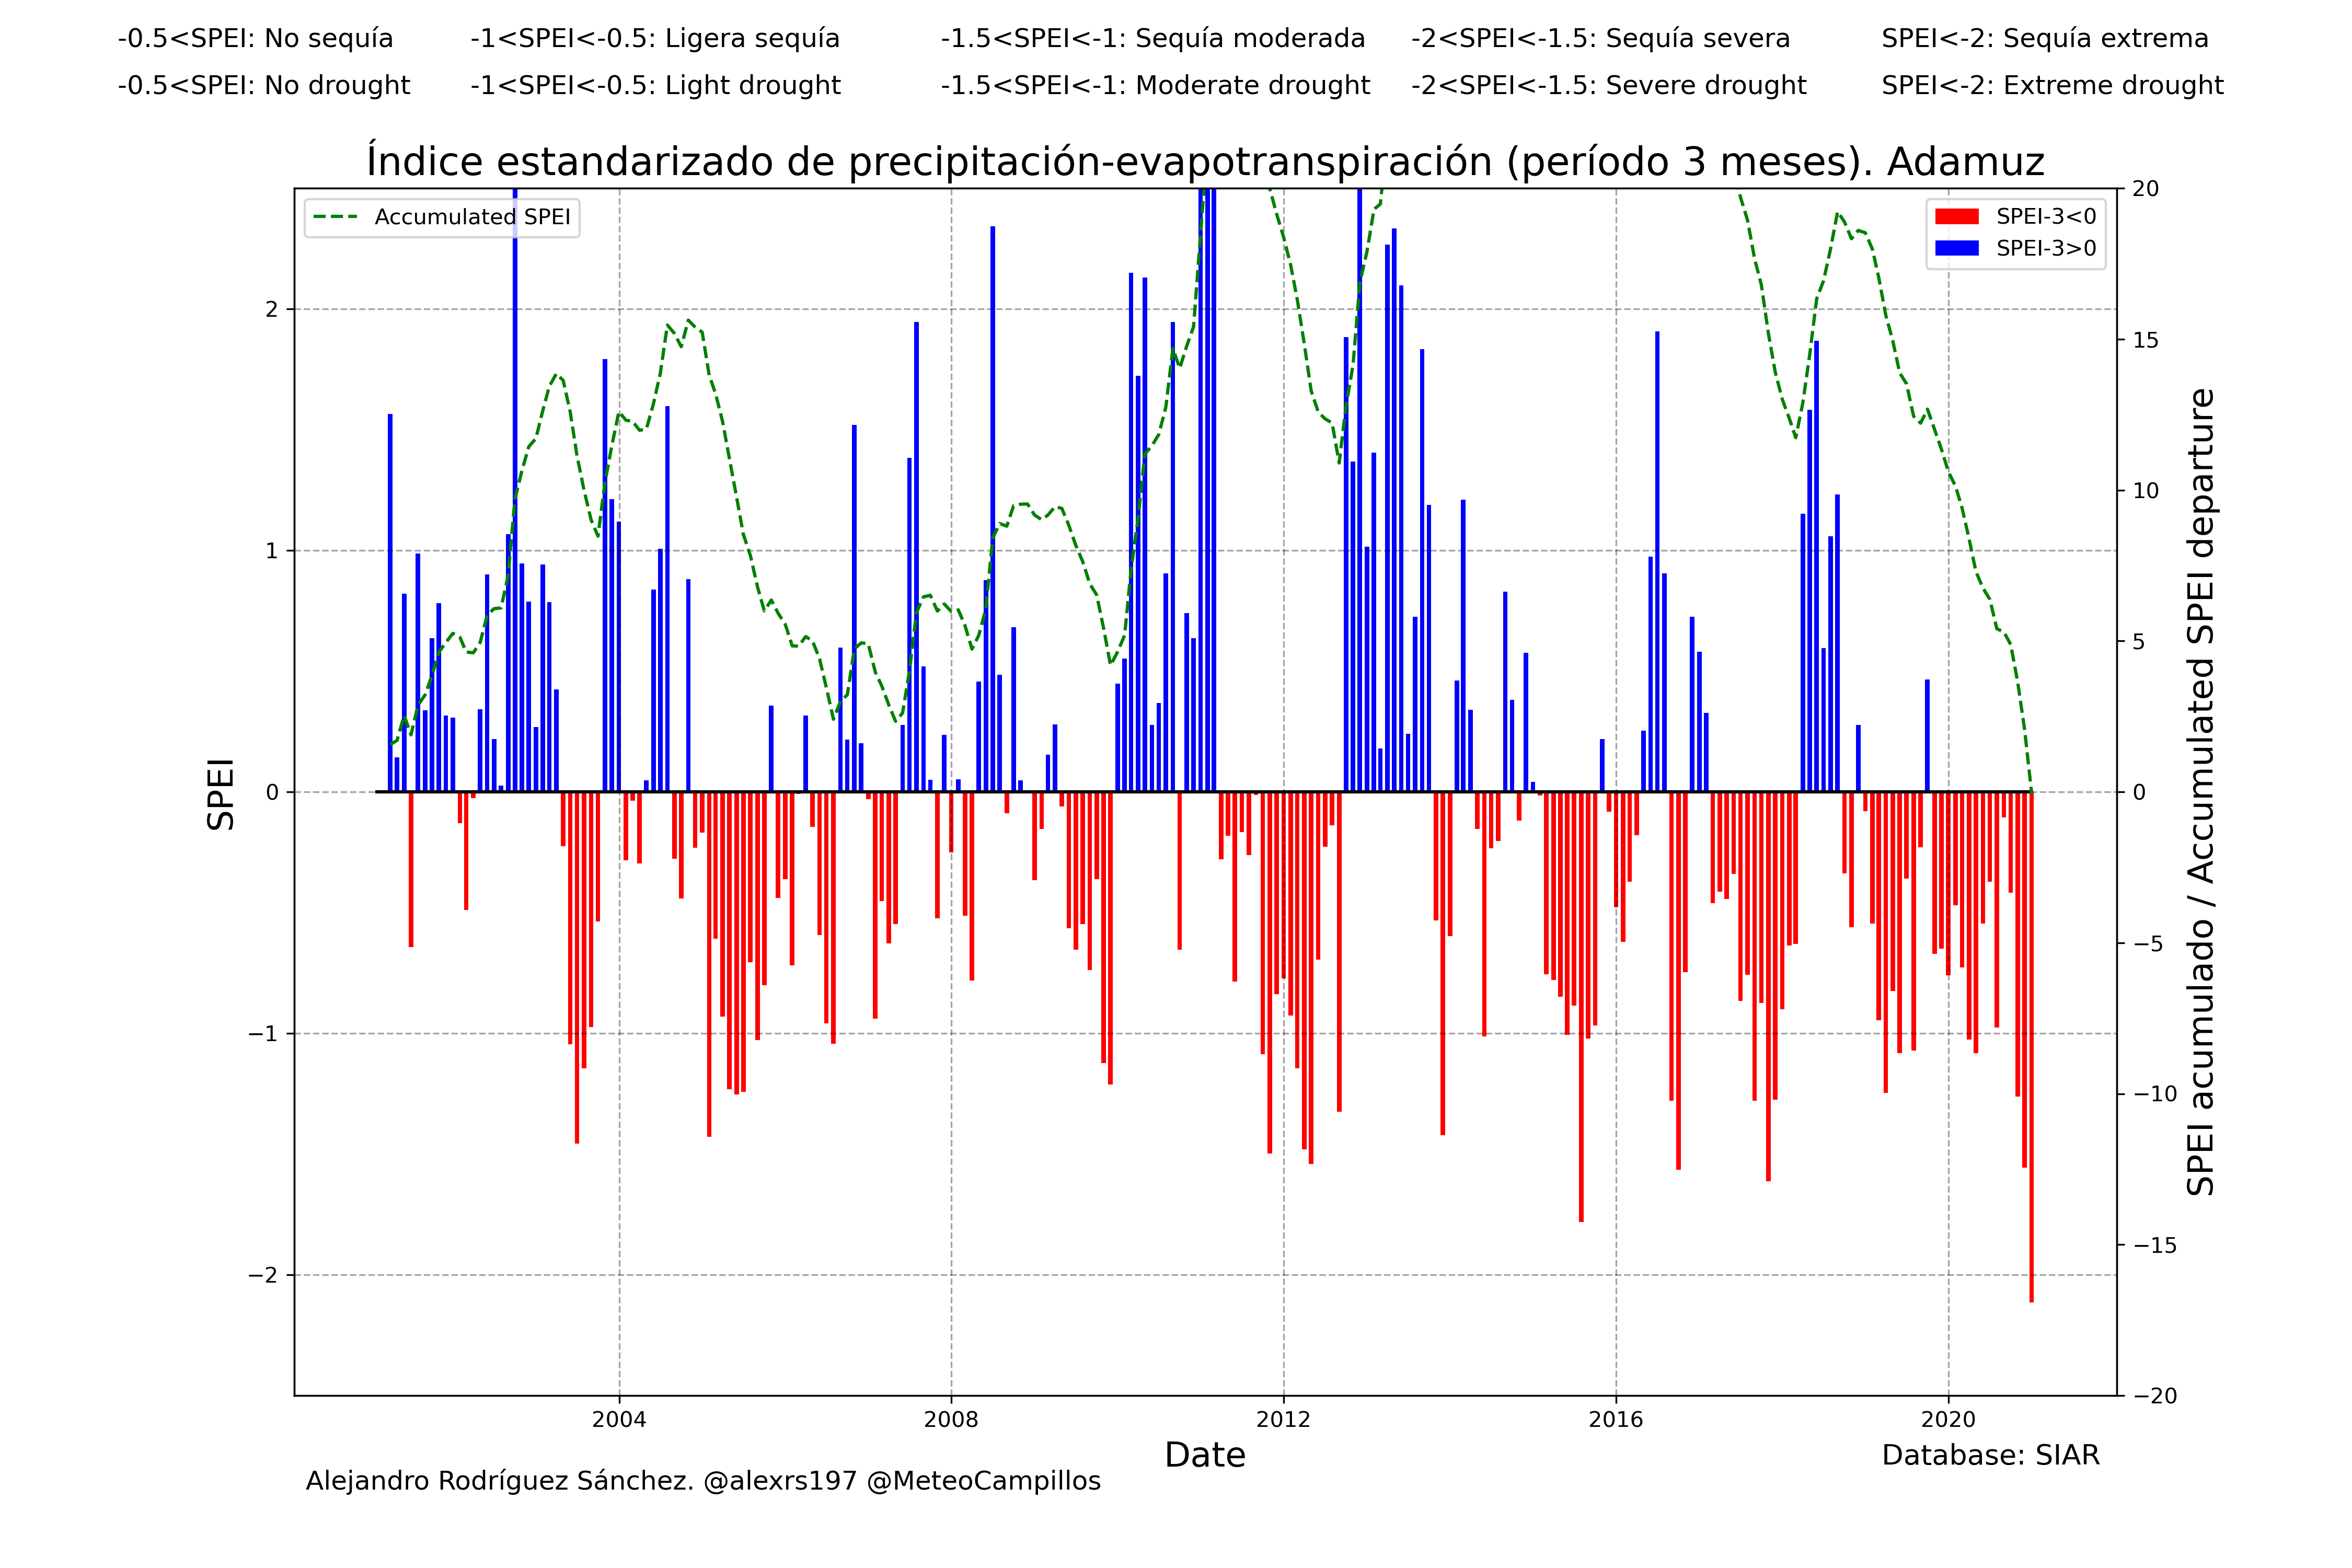 -0.5<SPEI: No sequía -1<SPEI<-0.5: Ligera sequía -1.5<SPEI<-1: Sequía moderada -2<SPEI<-1.5: Sequía severa SPEI<-2: Sequía extrema
-0.5<SPEI: No drought -1<SPEI<-0.5: Light drought -1.5<SPEI<-1: Moderate drought -2<SPEI<-1.5: Severe drought SPEI<-2: Extreme drought
Índice estandarizado de precipitación-evapotranspiración (período 3 meses). Adamuz
Accumulated SPEI
SPEI-3<0
SPEI-3>0
SPEI
2
1
0
−1
−2
20
15
10
5
0
−5
−10
−15
−20
SPEI acumulado / Accumulated SPEI departure
2004 2008 2012 2016 2020
Date
Database: SIAR
Alejandro Rodríguez Sánchez. @alexrs197 @MeteoCampillos